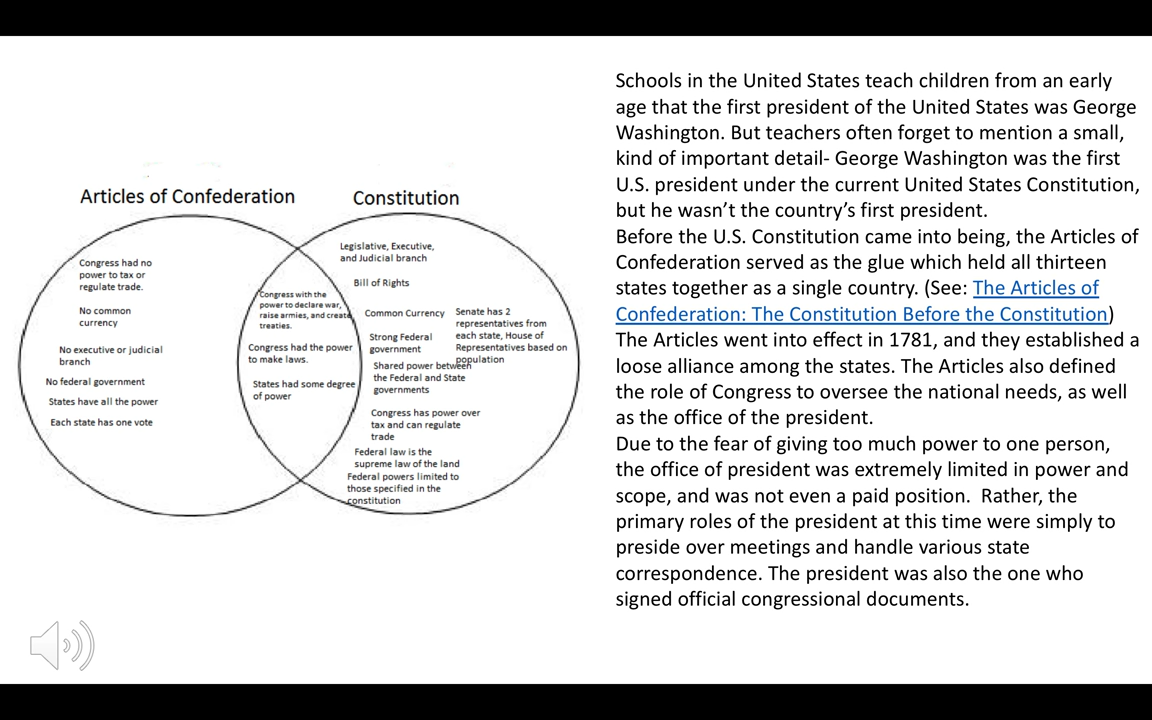 Articles of Confederation
Constitution
Congress had no
power to tax or
regulate trade.
No common
currency
No executive or judicial
branch
No federal government
States have all the power
Each state has one vote
Congress with the
power to declare war,
raise armies, and create
treaties.
Congress had the power
to make laws.
States had some degree
of power
Legislative, Executive,
and Judicial branch
Bill of Rights
Common Currency
Strong Federal
government
Senate has 2
representatives from
each state, House of
Representatives based on
population
Shared power between
the Federal and State
governments
Congress has power over
tax and can regulate
trade
Federal law is the
supreme law of the land
Federal powers limited to
those specified in the
constitution
Schools in the United States teach children from an early
age that the first president of the United States was George
Washington. But teachers often forget to mention a small,
kind of important detail- George Washington was the first
U.S. president under the current United States Constitution,
but he wasn’t the country’s first president.
Before the U.S. Constitution came into being, the Articles of
Confederation served as the glue which held all thirteen
states together as a single country. (See: The Articles of
Confederation: The Constitution Before the Constitution)
The Articles went into effect in 1781, and they established a
loose alliance among the states. The Articles also defined
the role of Congress to oversee the national needs, as well
as the office of the president.
Due to the fear of giving too much power to one person,
the office of president was extremely limited in power and
scope, and was not even a paid position. Rather, the
primary roles of the president at this time were simply to
preside over meetings and handle various state
correspondence. The president was also the one who
signed official congressional documents.